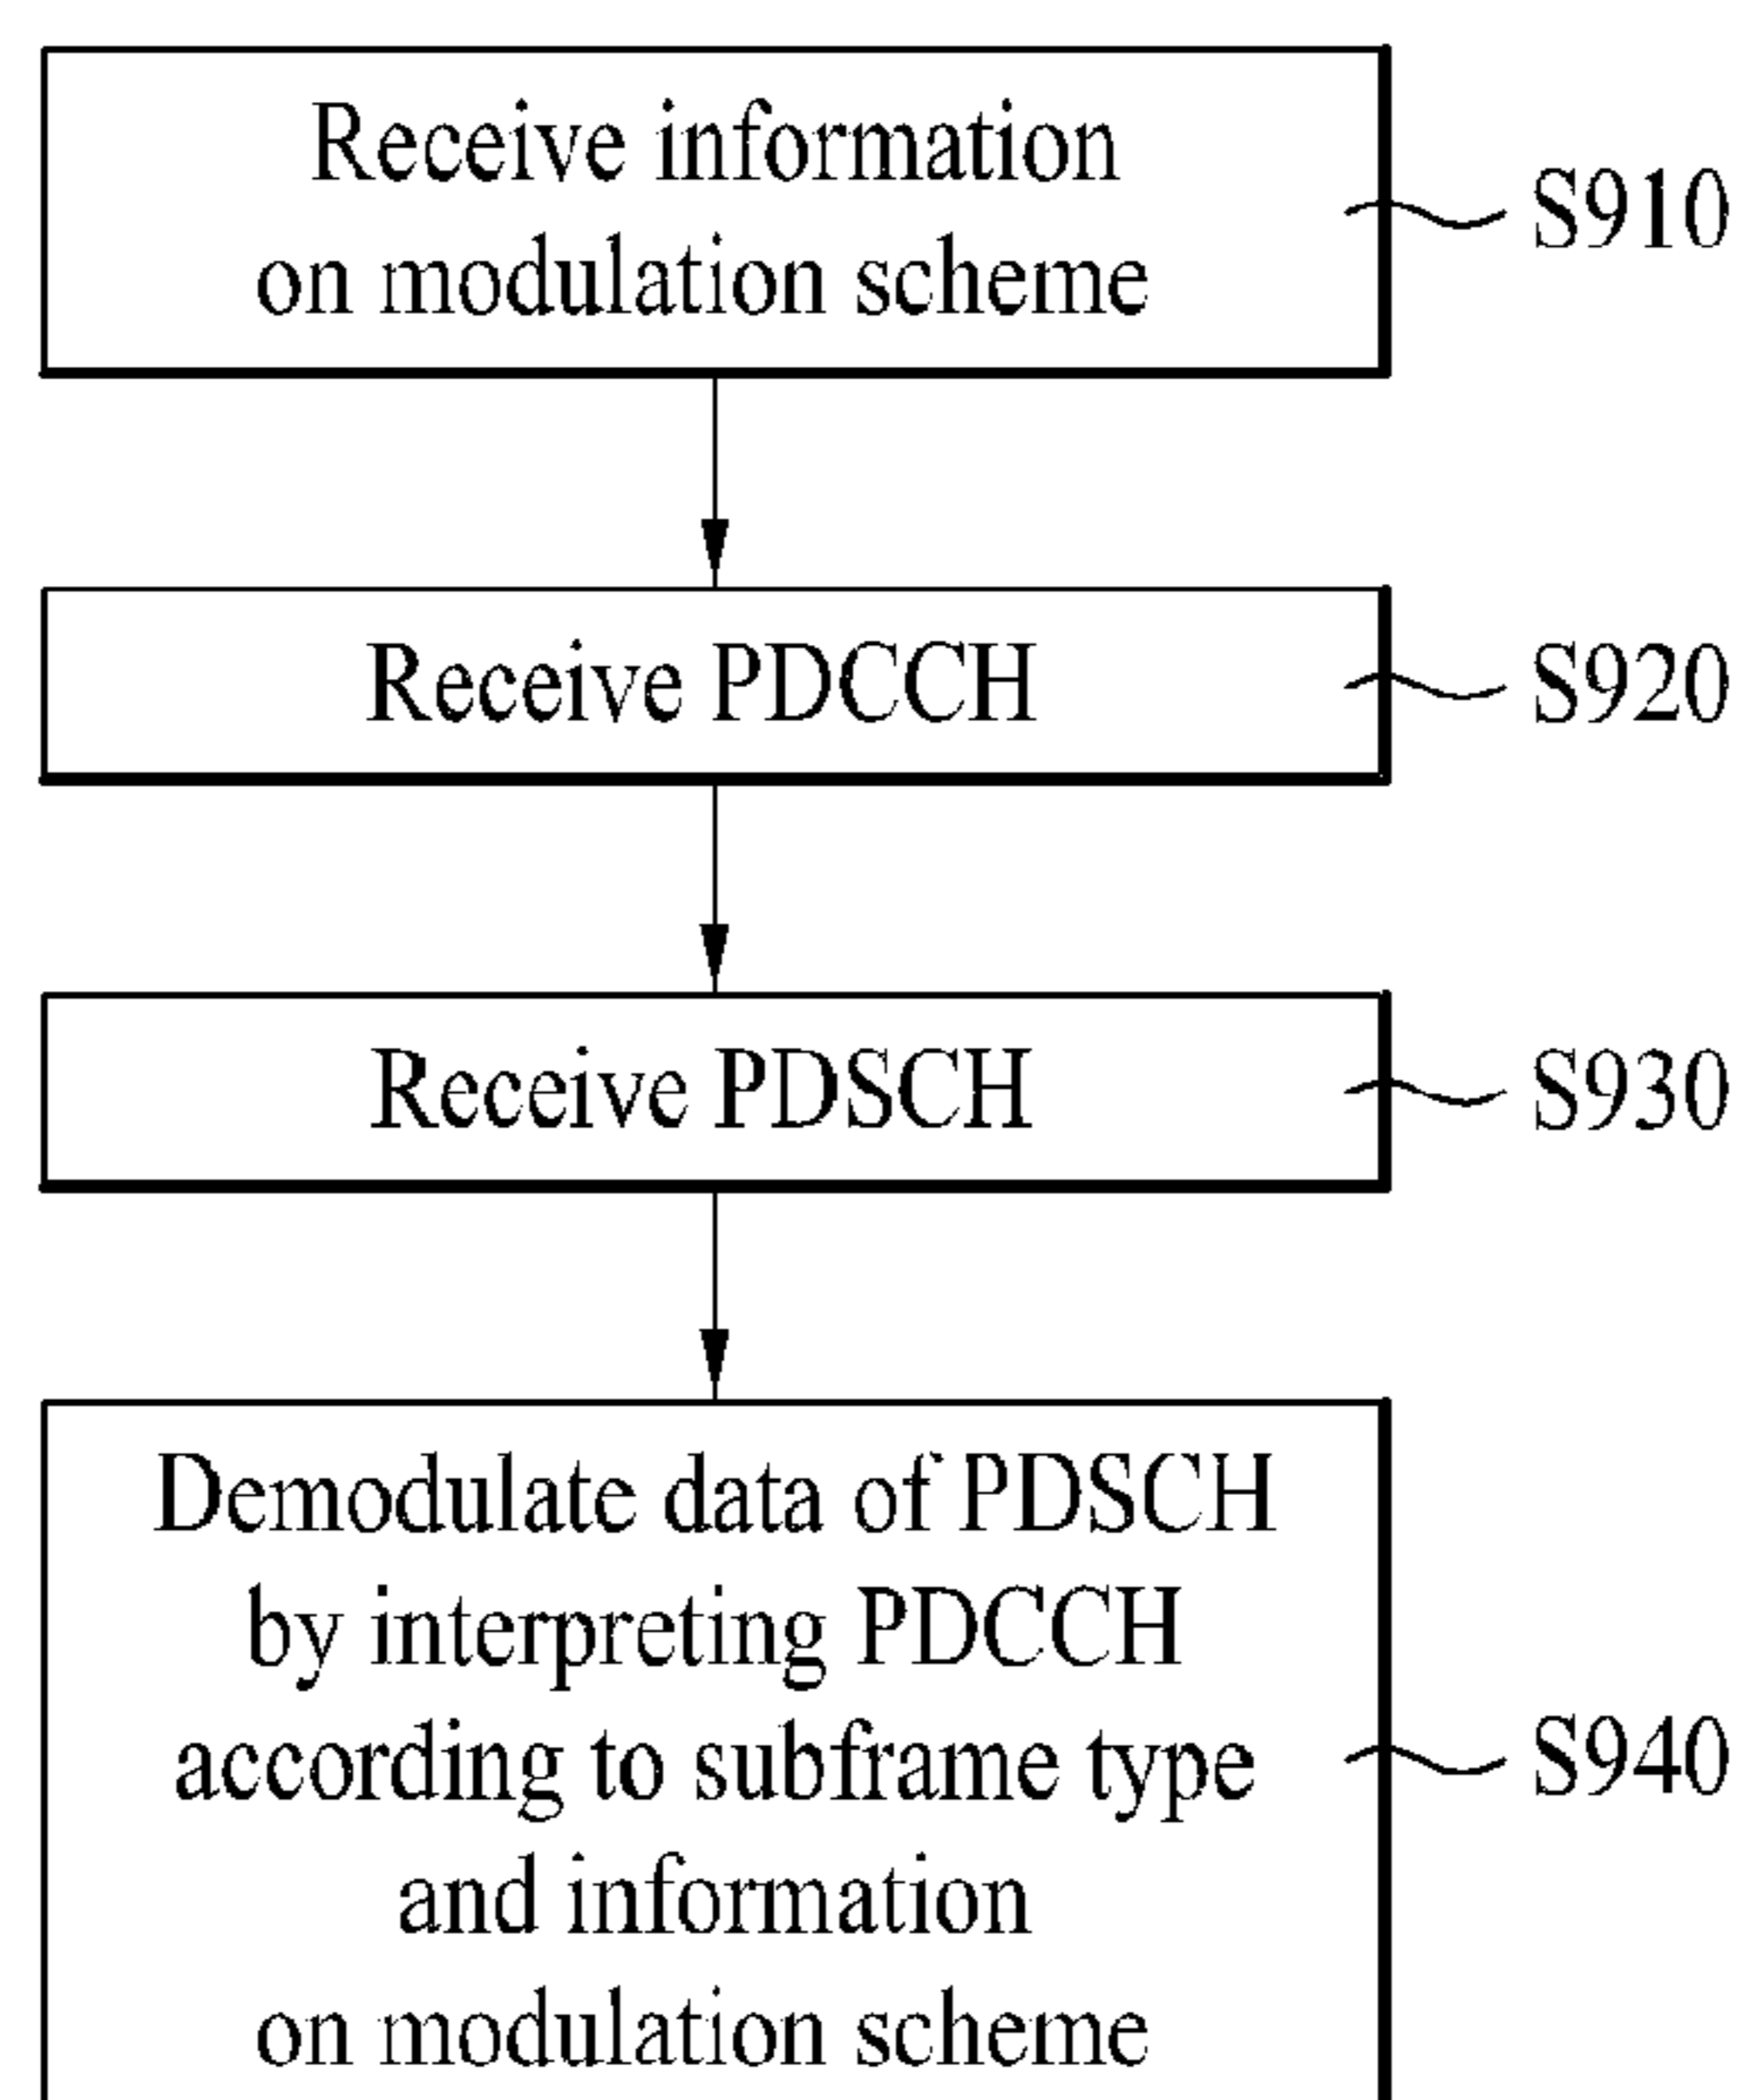 Receive information
on modulation scheme
S910
Receive PDCCH
S920
Receive PDSCH
S930
Demodulate data of PDSCH
by interpreting PDCCH
according to subframe type
and information
on modulation scheme
S940